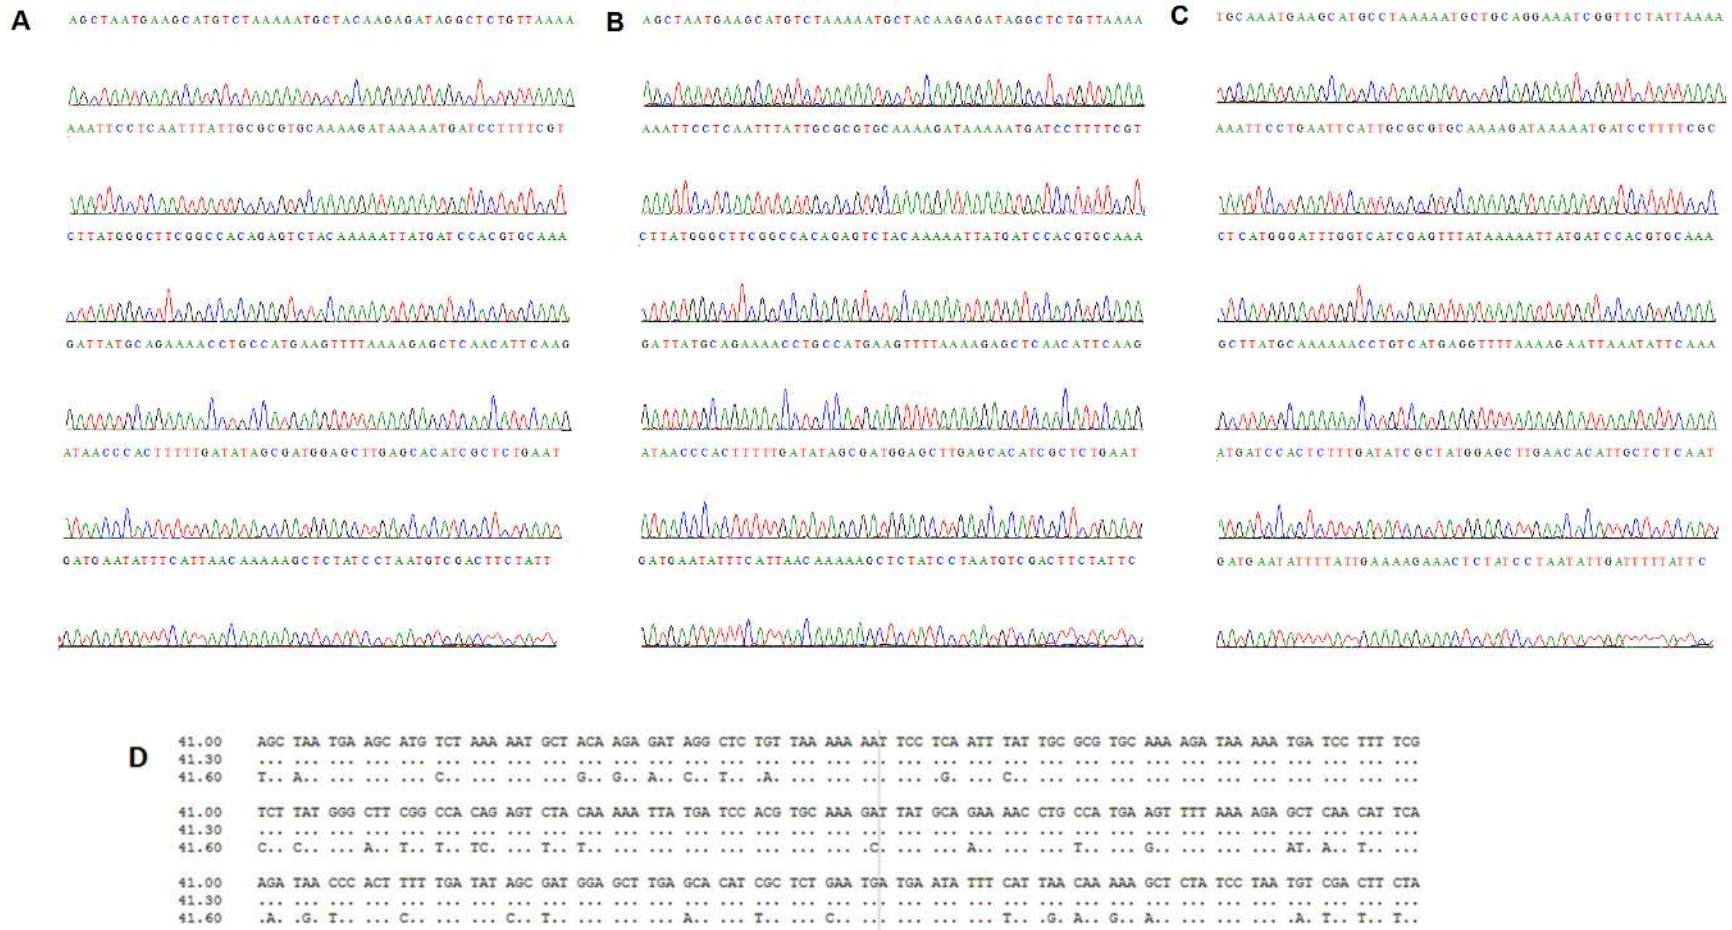 A
AGCTAATGAAGCATGTCTAAAAATGCTACAAGAGATAGGCTCTGTTAAAA
AAATTCCTCAATTTATTGCGCGTGCAAAAGATAAAAATGATCCTTTTCGT
CTTATGGGCTTCGGCCACAGAGTCTACAAAAATTATGATCCACGTGCAAA
GATTATGCAGAAAACCTGCCATGAAGTTTTAAAAGAGCTCAACATTCAAG
ATAACCCACTTTTTGATATAGCGATGGAGCTTGAGCACATCGCTCTGAAT
GATGAATATTTCATTAACAAAAAGCTCTATCCTAATGTCGACTTCTATT
B
AGCTAATGAAGCATGTCTAAAAATGCTACAAGAGATAGGCTCTGTTAAAA
AAATTCCTCAATTTATTGCGCGTGCAAAAGATAAAAATGATCCTTTTCGT
CTTATGGGCTTCGGCCACAGAGTCTACAAAAATTATGATCCACGTGCAAA
GATTATGCAGAAAACCTGCCATGAAGTTTTAAAAGAGCTCAACATTCAAG
ATAACCCACTTTTTGATATAGCGATGGAGCTTGAGCACATCGCTCTGAAT
GATGAATATTTCATTAACAAAAAGCTCTATCCTAATGTCGACTTCTATTC
C
TGCAAATGAAGCATGCCTAAAAATGCTGCAGGAAATCGGTTCTATTAAAA
AAATTCCTGAATTCATTGCGCGTGCAAAAGATAAAAATGATCCTTTTCGC
CTCATGGGATTTGGTCATCGAGTTTATAAAAATTATGATCCACGTGCAAA
GCTTATGCAAAAAACCTGTCATGAGGTTTTAAAAGAATTAAATATTCAAA
ATGATCCACTCTTTGATATCGCTATGGAGCTTGAACACATTGCTCTCAAT
GATGAATATTTTATTGAAAAGAAACTCTATCCTAATATTGATTTTTATTC
D
41.00 AGC TAA TGA AGC ATG TCT AAA AAT GCT ACA AGA GAT AGG CTC TGT TAA AAA AAT TCC TCA ATT TAT TGC GCG TGC AAA AGA TAA AAA TGA TCC TTT TCG
41.30 ... ... ... ... ... ... ... ... ... ... ... ... ... ... ... ... ... ... ... ... ... ... ... ... ... ... ... ... ... ... ... ... ...
41.60 T.. A.. ... ... ... C.. ... ... ... G.. G.. A.. C.. T.. .A. ... ... ... ... .G. ... C.. ... ... ... ... ... ... ... ... ... ... ...
41.00 TCT TAT GGG CTT CGG CCA CAG AGT CTA CAA AAA TTA TGA TCC ACG TGC AAA GAT TAT GCA GAA AAC CTG CCA TGA AGT TTT AAA AGA GCT CAA CAT TCA
41.30 ... ... ... ... ... ... ... ... ... ... ... ... ... ... ... ... ... ... ... ... ... ... ... ... ... ... ... ... ... ... ... ... ...
41.60 C.. C.. ... A.. T.. T.. TC. ... T.. T.. ... ... ... ... ... ... ... .C. ... ... A.. ... ... T.. ... G.. ... ... ... AT. A.. T.. ...
41.00 AGA TAA CCC ACT TTT TGA TAT AGC GAT GGA GCT TGA GCA CAT CGC TCT GAA TGA TGA ATA TTT CAT TAA CAA AAA GCT CTA TCC TAA TGT CGA CTT CTA
41.30 ... ... ... ... ... ... ... ... ... ... ... ... ... ... ... ... ... ... ... ... ... ... ... ... ... ... ... ... ... ... ... ... ...
41.60 .A. .G. T.. ... C.. ... ... C.. T.. ... ... ... A.. ... T.. ... C.. ... ... ... ... T.. .G. A.. G.. A.. ... ... ... .A. T.. T.. T..